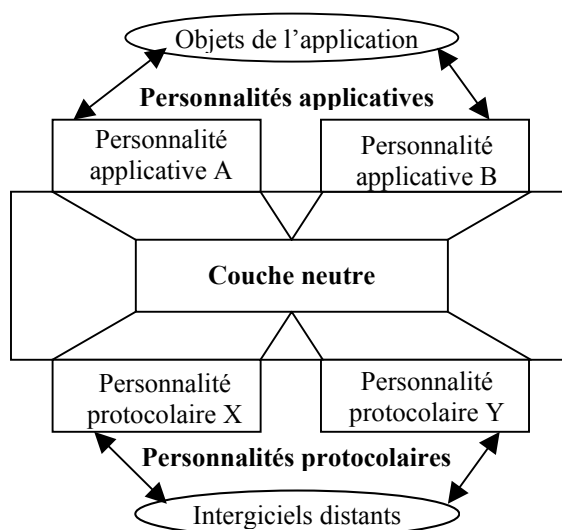 Objets de l’application
Personnalités applicatives
Personnalité
applicative A
Personnalité
applicative B
Couche neutre
Personnalité
protocolaire X
Personnalité
protocolaire Y
Personnalités protocolaires
Intergiciels distants